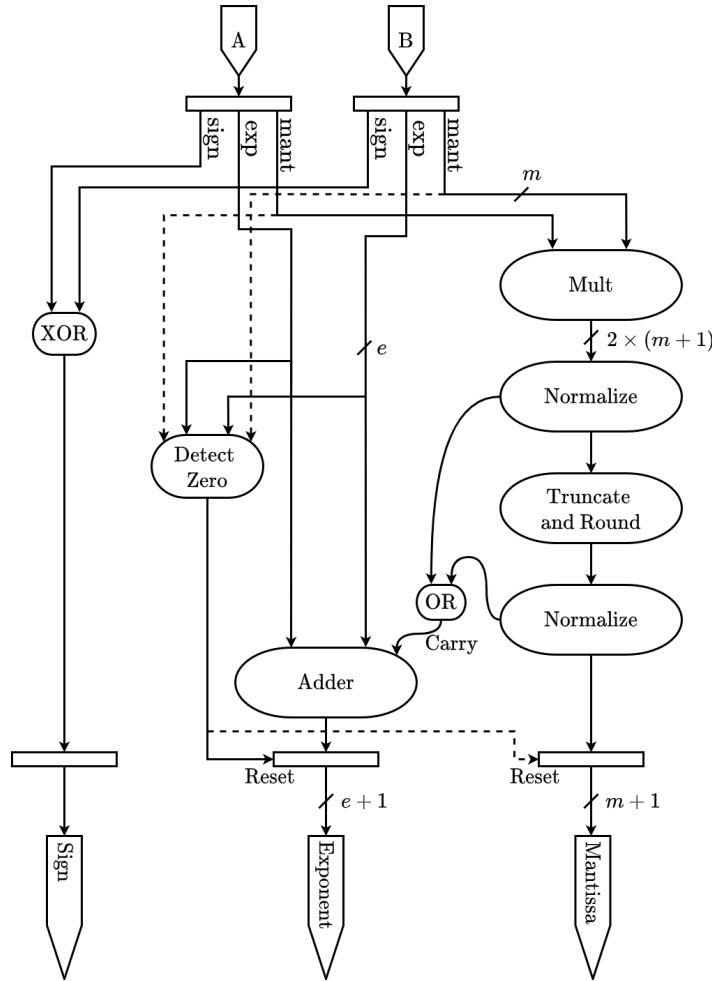 A
B
sign
exp
mant
sign
exp
mant
m
Mult
XOR
2 × (m + 1)
e
Normalize
Detect
Zero
Truncate
and Round
OR
Normalize
Carry
Adder
Reset
Reset
e + 1
m + 1
Sign
Exponent
Mantissa